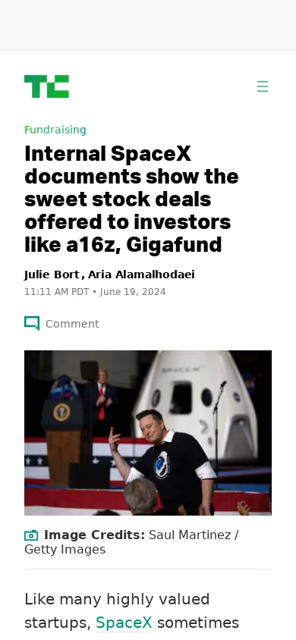 TC
Fundraising
Internal SpaceX
documents show the
sweet stock deals
offered to investors
like a16z, Gigafund
Julie Bort, Aria Alamalhodaei
11:11 AM PDT • June 19, 2024
Comment
Image Credits: Saul Martinez /
Getty Images
Like many highly valued
startups, SpaceX sometimes